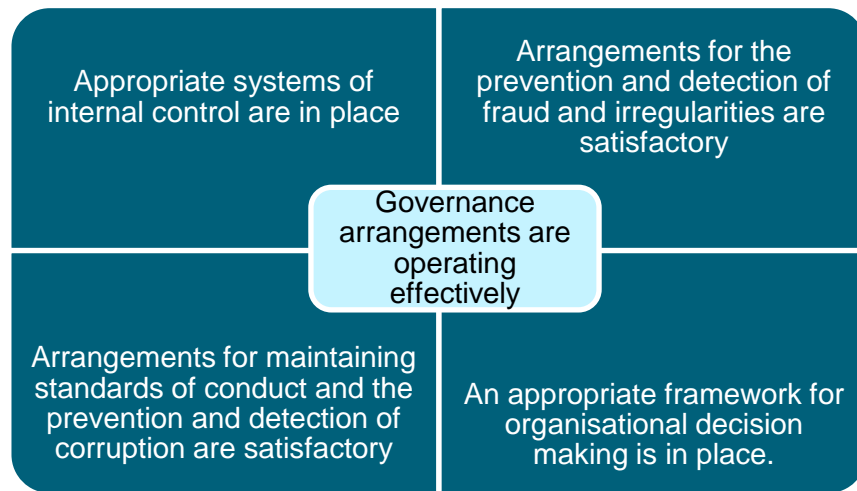 Appropriate systems of
internal control are in place
Arrangements for the
prevention and detection of
fraud and irregularities are
satisfactory
Governance
arrangements are
operating
effectively
Arrangements for maintaining
standards of conduct and the
prevention and detection of
corruption are satisfactory
An appropriate framework for
organisational decision
making is in place.